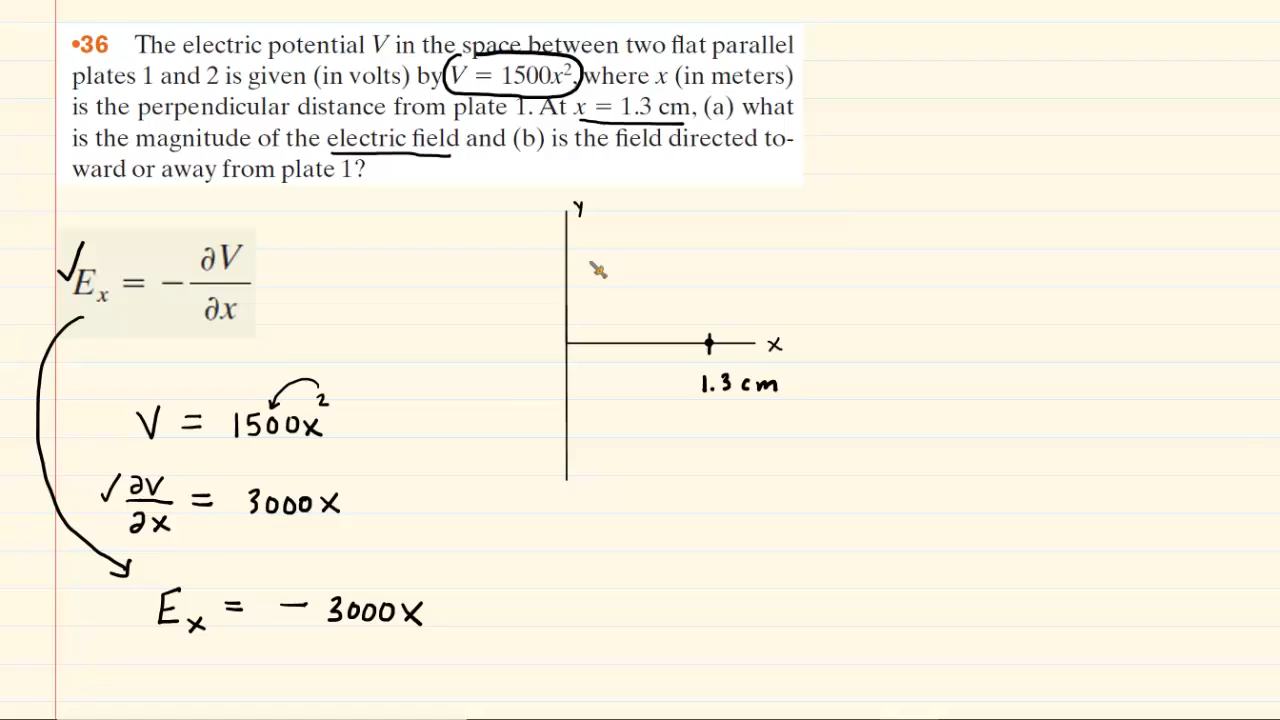 •36 The electric potential V in the space between two flat parallel
plates 1 and 2 is given (in volts) by V = 1500x², where x (in meters)
is the perpendicular distance from plate 1. At x = 1.3 cm, (a) what
is the magnitude of the electric field and (b) is the field directed to-
ward or away from plate 1?
y
✓ Eₓ = − ∂V/∂x
x
1.3 cm
V = 1500x²
✓ ∂V/∂x = 3000x
Eₓ = − 3000x